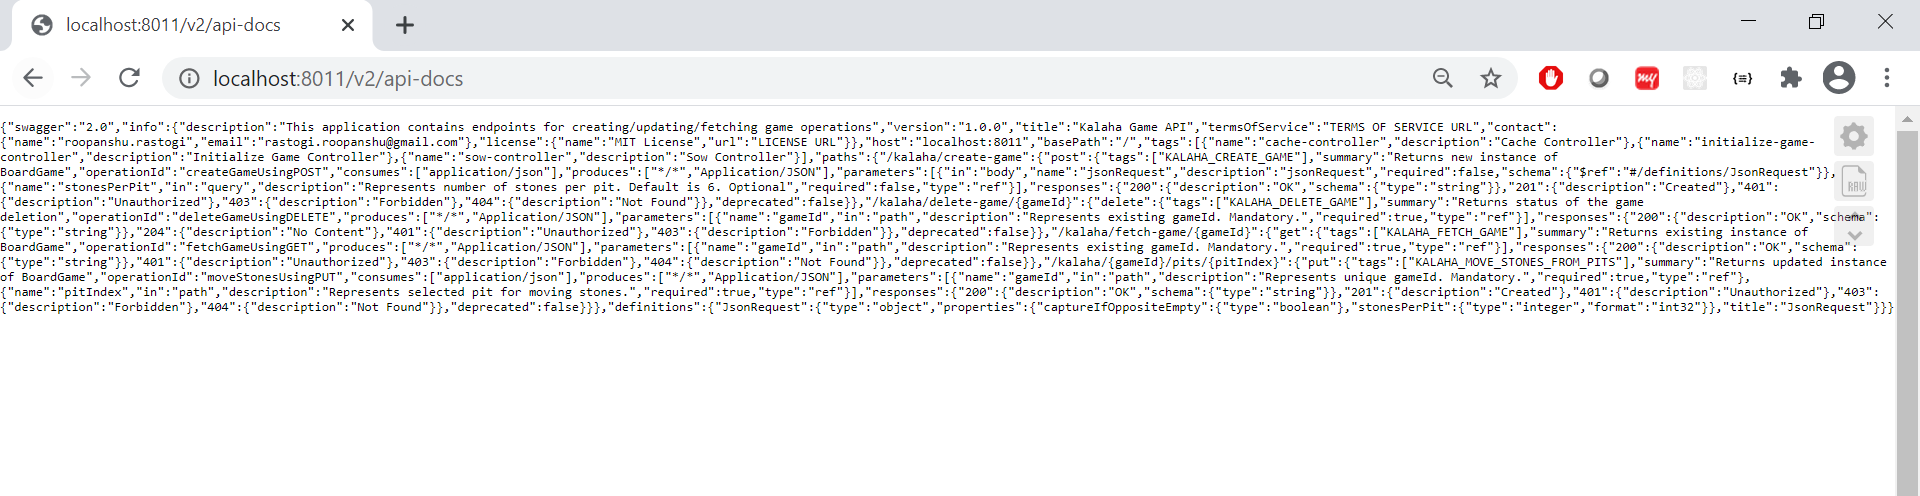 localhost:8011/v2/api-docs
localhost:8011/v2/api-docs
my
{"swagger":"2.0","info":{"description":"This application contains endpoints for creating/updating/fetching game operations","version":"1.0.0","title":"Kalaha Game API","termsOfService":"TERMS OF SERVICE URL","contact":
{"name":"roopanshu.rastogi","email":"rastogi.roopanshu@gmail.com"},"license":{"name":"MIT License","url":"LICENSE URL"}},"host":"localhost:8011","basePath":"/","tags":[{"name":"cache-controller","description":"Cache Controller"},{"name":"initialize-game-
controller","description":"Initialize Game Controller"},{"name":"sow-controller","description":"Sow Controller"}],"paths":{"/kalaha/create-game":{"post":{"tags":["KALAHA_CREATE_GAME"],"summary":"Returns new instance of
BoardGame","operationId":"createGameUsingPOST","consumes":["application/json"],"produces":["*/*","Application/JSON"],"parameters":[{"in":"body","name":"jsonRequest","description":"jsonRequest","required":false,"schema":{"$ref":"#/definitions/JsonRequest"}},
{"name":"stonesPerPit","in":"query","description":"Represents number of stones per pit. Default is 6. Optional","required":false,"type":"ref"}],"responses":{"200":{"description":"OK","schema":{"type":"string"}},"201":{"description":"Created"},"401":
{"description":"Unauthorized"},"403":{"description":"Forbidden"},"404":{"description":"Not Found"}},"deprecated":false}},"/kalaha/delete-game/{gameId}":{"delete":{"tags":["KALAHA_DELETE_GAME"],"summary":"Returns status of the game
deletion","operationId":"deleteGameUsingDELETE","produces":["*/*","Application/JSON"],"parameters":[{"name":"gameId","in":"path","description":"Represents existing gameId. Mandatory.","required":true,"type":"ref"}],"responses":{"200":{"description":"OK","schema":
{"type":"string"}},"204":{"description":"No Content"},"401":{"description":"Unauthorized"},"403":{"description":"Forbidden"}},"deprecated":false}},"/kalaha/fetch-game/{gameId}":{"get":{"tags":["KALAHA_FETCH_GAME"],"summary":"Returns existing instance of
BoardGame","operationId":"fetchGameUsingGET","produces":["*/*","Application/JSON"],"parameters":[{"name":"gameId","in":"path","description":"Represents existing gameId. Mandatory.","required":true,"type":"ref"}],"responses":{"200":{"description":"OK","schema":
{"type":"string"}},"401":{"description":"Unauthorized"},"403":{"description":"Forbidden"},"404":{"description":"Not Found"}},"deprecated":false}},"/kalaha/{gameId}/pits/{pitIndex}":{"put":{"tags":["KALAHA_MOVE_STONES_FROM_PITS"],"summary":"Returns updated instance
of BoardGame","operationId":"moveStonesUsingPUT","consumes":["application/json"],"produces":["*/*","Application/JSON"],"parameters":[{"name":"gameId","in":"path","description":"Represents unique gameId. Mandatory.","required":true,"type":"ref"},
{"name":"pitIndex","in":"path","description":"Represents selected pit for moving stones.","required":true,"type":"ref"}],"responses":{"200":{"description":"OK","schema":{"type":"string"}},"201":{"description":"Created"},"401":{"description":"Unauthorized"},"403":
{"description":"Forbidden"},"404":{"description":"Not Found"}},"deprecated":false}}},"definitions":{"JsonRequest":{"type":"object","properties":{"captureIfOppositeEmpty":{"type":"boolean"},"stonesPerPit":{"type":"integer","format":"int32"}},"title":"JsonRequest"}}}
RAW